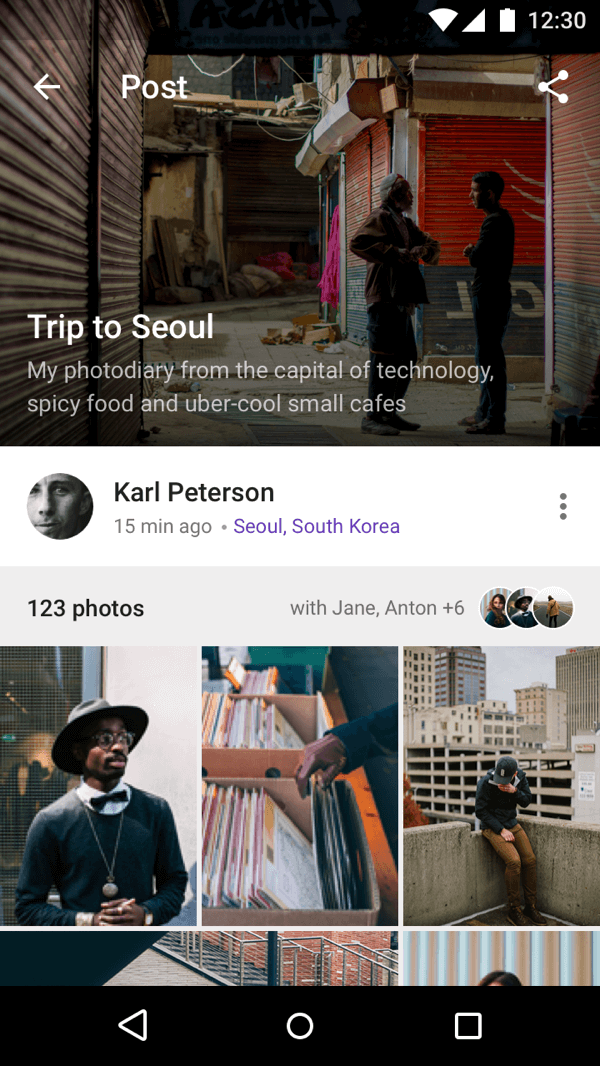 12:30
Post
Trip to Seoul
My photodiary from the capital of technology,
spicy food and uber-cool small cafes
Karl Peterson
15 min ago • Seoul, South Korea
123 photos
with Jane, Anton +6